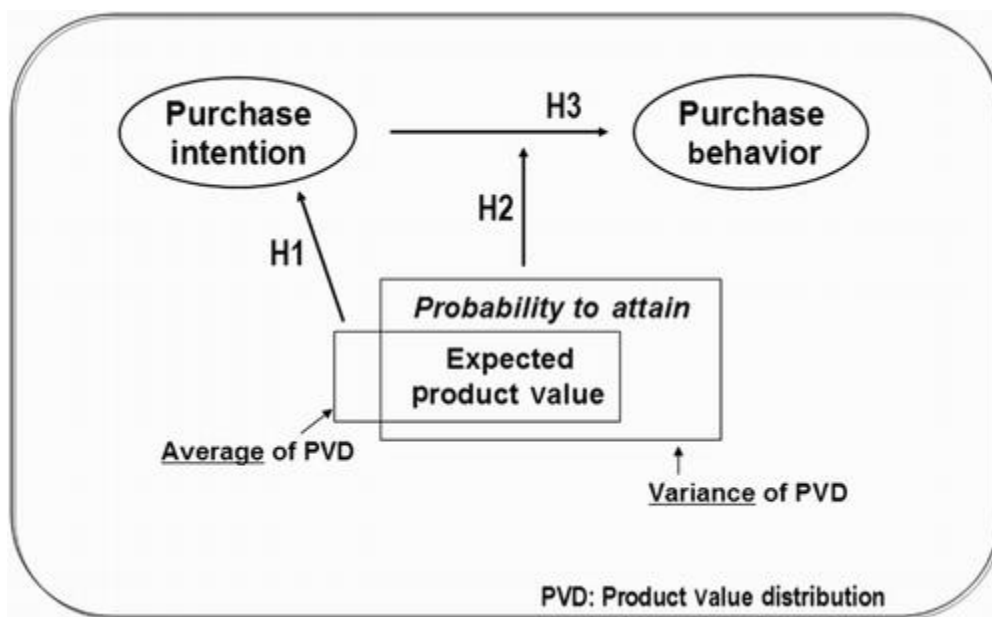 Purchase
intention
H3
Purchase
behavior
H1
H2
Probability to attain
Expected
product value
Average of PVD
Variance of PVD
PVD: Product value distribution